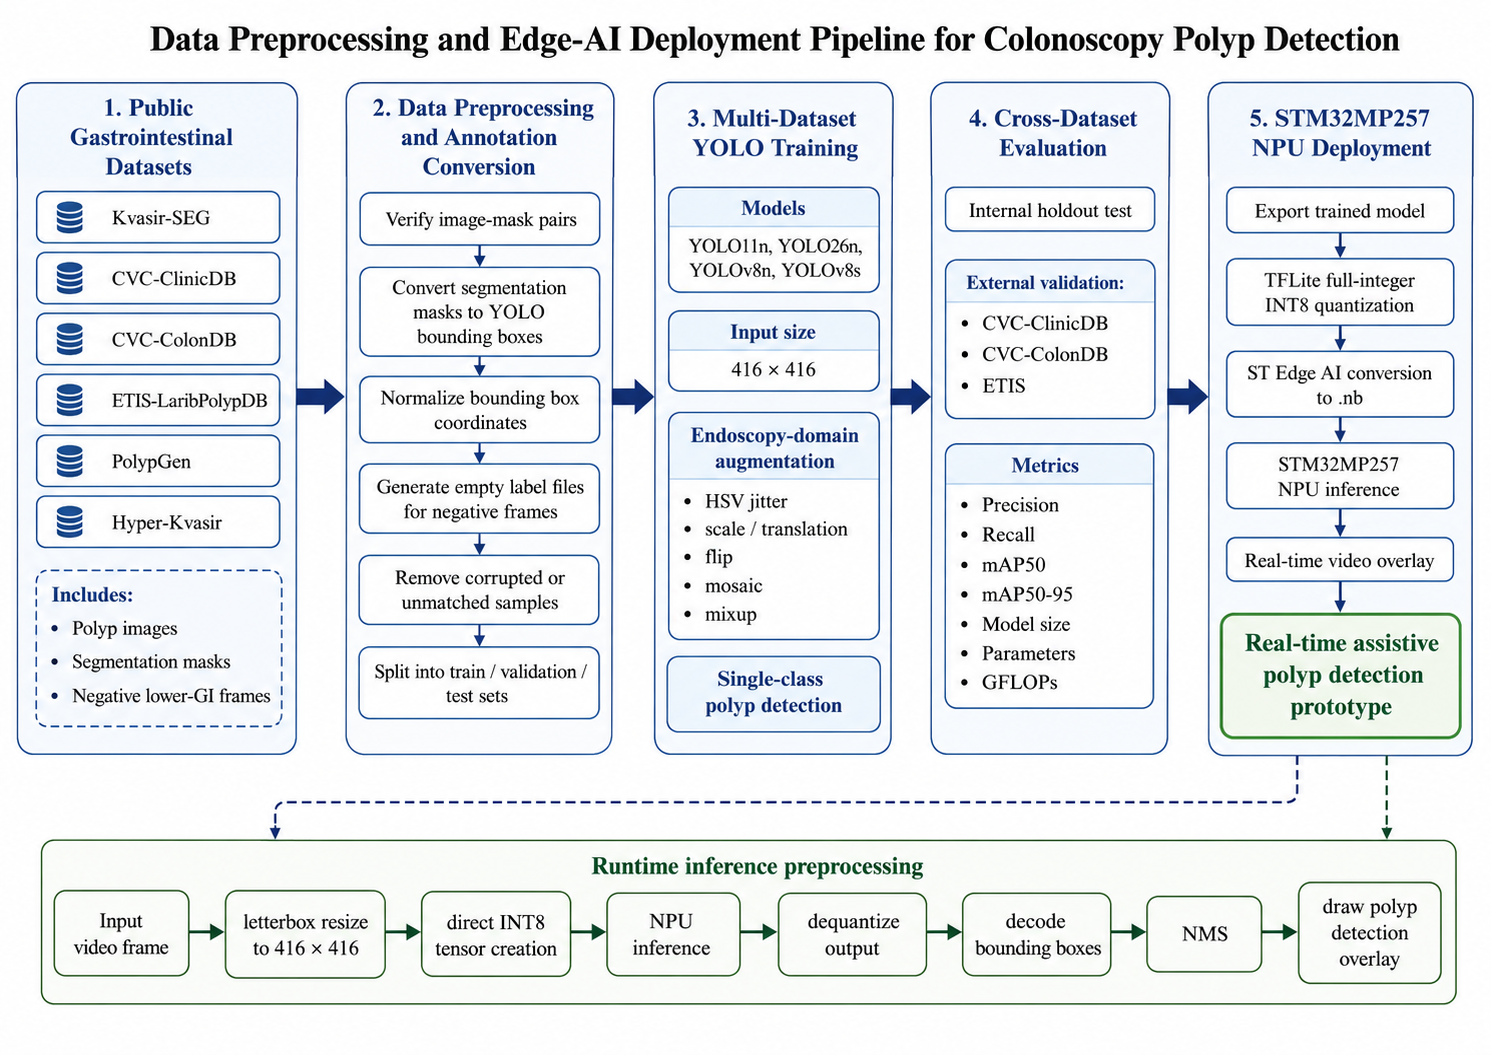 Data Preprocessing and Edge-AI Deployment Pipeline for Colonoscopy Polyp Detection
1. Public
Gastrointestinal
Datasets
Kvasir-SEG
CVC-ClinicDB
CVC-ColonDB
ETIS-LaribPolypDB
PolypGen
Hyper-Kvasir
Includes:
• Polyp images
• Segmentation masks
• Negative lower-GI frames
2. Data Preprocessing
and Annotation
Conversion
Verify image-mask pairs
Convert segmentation
masks to YOLO
bounding boxes
Normalize bounding box
coordinates
Generate empty label files
for negative frames
Remove corrupted or
unmatched samples
Split into train / validation /
test sets
3. Multi-Dataset
YOLO Training
Models
YOLO11n, YOLO26n,
YOLOv8n, YOLOv8s
Input size
416 × 416
Endoscopy-domain
augmentation
• HSV jitter
• scale / translation
• flip
• mosaic
• mixup
Single-class
polyp detection
4. Cross-Dataset
Evaluation
Internal holdout test
External validation:
• CVC-ClinicDB
• CVC-ColonDB
• ETIS
Metrics
• Precision
• Recall
• mAP50
• mAP50-95
• Model size
• Parameters
• GFLOPs
5. STM32MP257
NPU Deployment
Export trained model
TFLite full-integer
INT8 quantization
ST Edge AI conversion
to .nb
STM32MP257
NPU inference
Real-time video overlay
Real-time assistive
polyp detection
prototype
Runtime inference preprocessing
Input
video frame
letterbox resize
to 416 × 416
direct INT8
tensor creation
NPU
inference
dequantize
output
decode
bounding boxes
NMS
draw polyp
detection
overlay